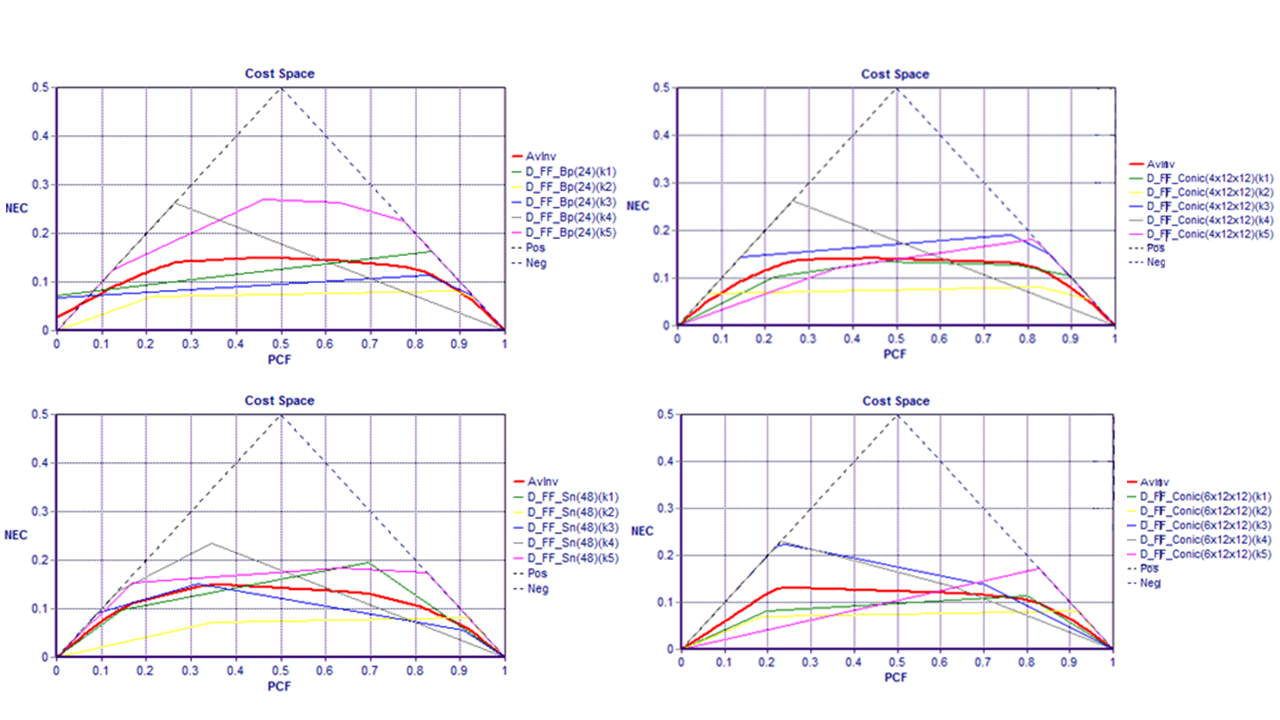 Cost Space
0.5
0.4
0.3
0.2
0.1
0
NEC
0 0.1 0.2 0.3 0.4 0.5 0.6 0.7 0.8 0.9 1
PCF
AvInv
D_FF_Bp(24)(k1)
D_FF_Bp(24)(k2)
D_FF_Bp(24)(k3)
D_FF_Bp(24)(k4)
D_FF_Bp(24)(k5)
Pos
Neg
Cost Space
0.5
0.4
0.3
0.2
0.1
0
NEC
0 0.1 0.2 0.3 0.4 0.5 0.6 0.7 0.8 0.9 1
PCF
AvInv
D_FF_Conic(4x12x12)(k1)
D_FF_Conic(4x12x12)(k2)
D_FF_Conic(4x12x12)(k3)
D_FF_Conic(4x12x12)(k4)
D_FF_Conic(4x12x12)(k5)
Pos
Neg
Cost Space
0.5
0.4
0.3
0.2
0.1
0
NEC
0 0.1 0.2 0.3 0.4 0.5 0.6 0.7 0.8 0.9 1
PCF
AvInv
D_FF_Sn(48)(k1)
D_FF_Sn(48)(k2)
D_FF_Sn(48)(k3)
D_FF_Sn(48)(k4)
D_FF_Sn(48)(k5)
Pos
Neg
Cost Space
0.5
0.4
0.3
0.2
0.1
0
NEC
0 0.1 0.2 0.3 0.4 0.5 0.6 0.7 0.8 0.9 1
PCF
AvInv
D_FF_Conic(6x12x12)(k1)
D_FF_Conic(6x12x12)(k2)
D_FF_Conic(6x12x12)(k3)
D_FF_Conic(6x12x12)(k4)
D_FF_Conic(6x12x12)(k5)
Pos
Neg